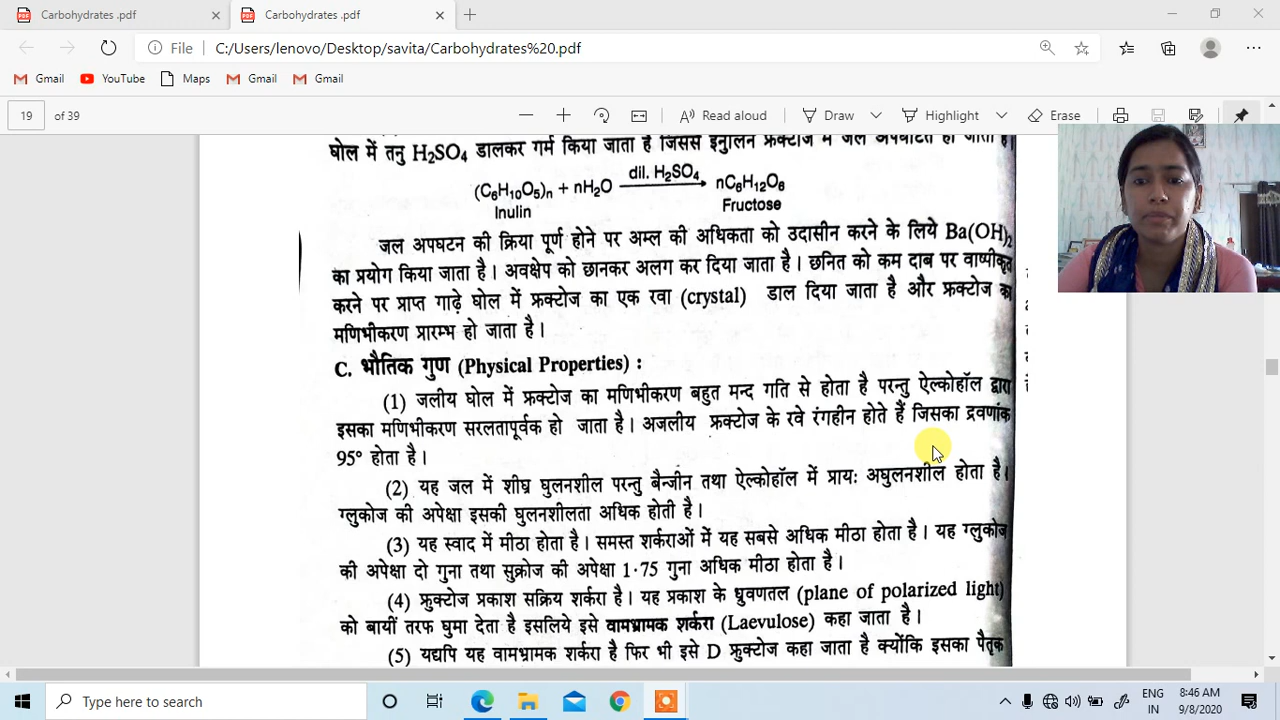 Carbohydrates .pdf
Carbohydrates .pdf
File C:/Users/lenovo/Desktop/savita/Carbohydrates%20.pdf
Gmail YouTube Maps Gmail Gmail
19 of 39 Read aloud Draw Highlight Erase
घोल में तनु H₂SO₄ डालकर गर्म किया जाता है जिससे इनुलिन फ्रक्टोज में जल अपघटित हो जाता है।
dil. H₂SO₄
(C₆H₁₀O₅)ₙ + nH₂O → nC₆H₁₂O₆
Inulin Fructose
जल अपघटन की क्रिया पूर्ण होने पर अम्ल की अधिकता को उदासीन करने के लिये Ba(OH)₂
का प्रयोग किया जाता है। अवक्षेप को छानकर अलग कर दिया जाता है। छनित को कम दाब पर वाष्पीकृत
करने पर प्राप्त गाढ़े घोल में फ्रक्टोज का एक रवा (crystal) डाल दिया जाता है और फ्रक्टोज का
मणिभीकरण प्रारम्भ हो जाता है।
C. भौतिक गुण (Physical Properties) :
(1) जलीय घोल में फ्रक्टोज का मणिभीकरण बहुत मन्द गति से होता है परन्तु ऐल्कोहॉल द्वारा
इसका मणिभीकरण सरलतापूर्वक हो जाता है। अजलीय फ्रक्टोज के रवे रंगहीन होते हैं जिसका द्रवणांक
95° होता है।
(2) यह जल में शीघ्र घुलनशील परन्तु बैन्जीन तथा ऐल्कोहॉल में प्रायः अघुलनशील होता है।
ग्लुकोज की अपेक्षा इसकी घुलनशीलता अधिक होती है।
(3) यह स्वाद में मीठा होता है। समस्त शर्कराओं में यह सबसे अधिक मीठा होता है। यह ग्लुकोज
की अपेक्षा दो गुना तथा सुक्रोज की अपेक्षा 1·75 गुना अधिक मीठा होता है।
(4) फ्रुक्टोज प्रकाश सक्रिय शर्करा है। यह प्रकाश के ध्रुवणतल (plane of polarized light)
को बायीं तरफ घुमा देता है इसलिये इसे वामभ्रामक शर्करा (Laevulose) कहा जाता है।
(5) यद्यपि यह वामभ्रामक शर्करा है फिर भी इसे D फ्रुक्टोज कहा जाता है क्योंकि इसका पैतृक
Type here to search
ENG 8:46 AM
IN 9/8/2020